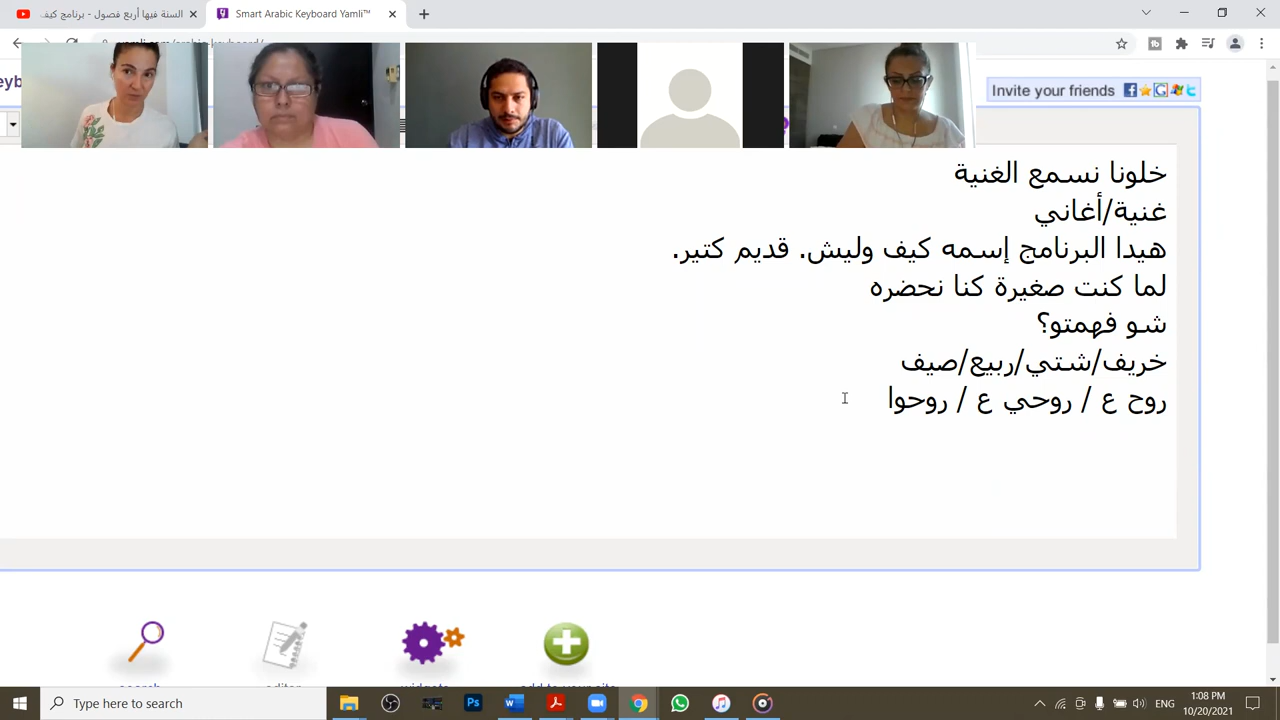 السنة فيها أربع فصول - برنامج كيف
Smart Arabic Keyboard Yamli™
Invite your friends
خلونا نسمع الغنية
غنية/أغاني
هيدا البرنامج إسمه كيف وليش. قديم كتير.
لما كنت صغيرة كنا نحضره
شو فهمتو؟
خريف/شتي/ربيع/صيف
روح ع / روحي ع / روحوا
Type here to search
ENG
1:08 PM
10/20/2021